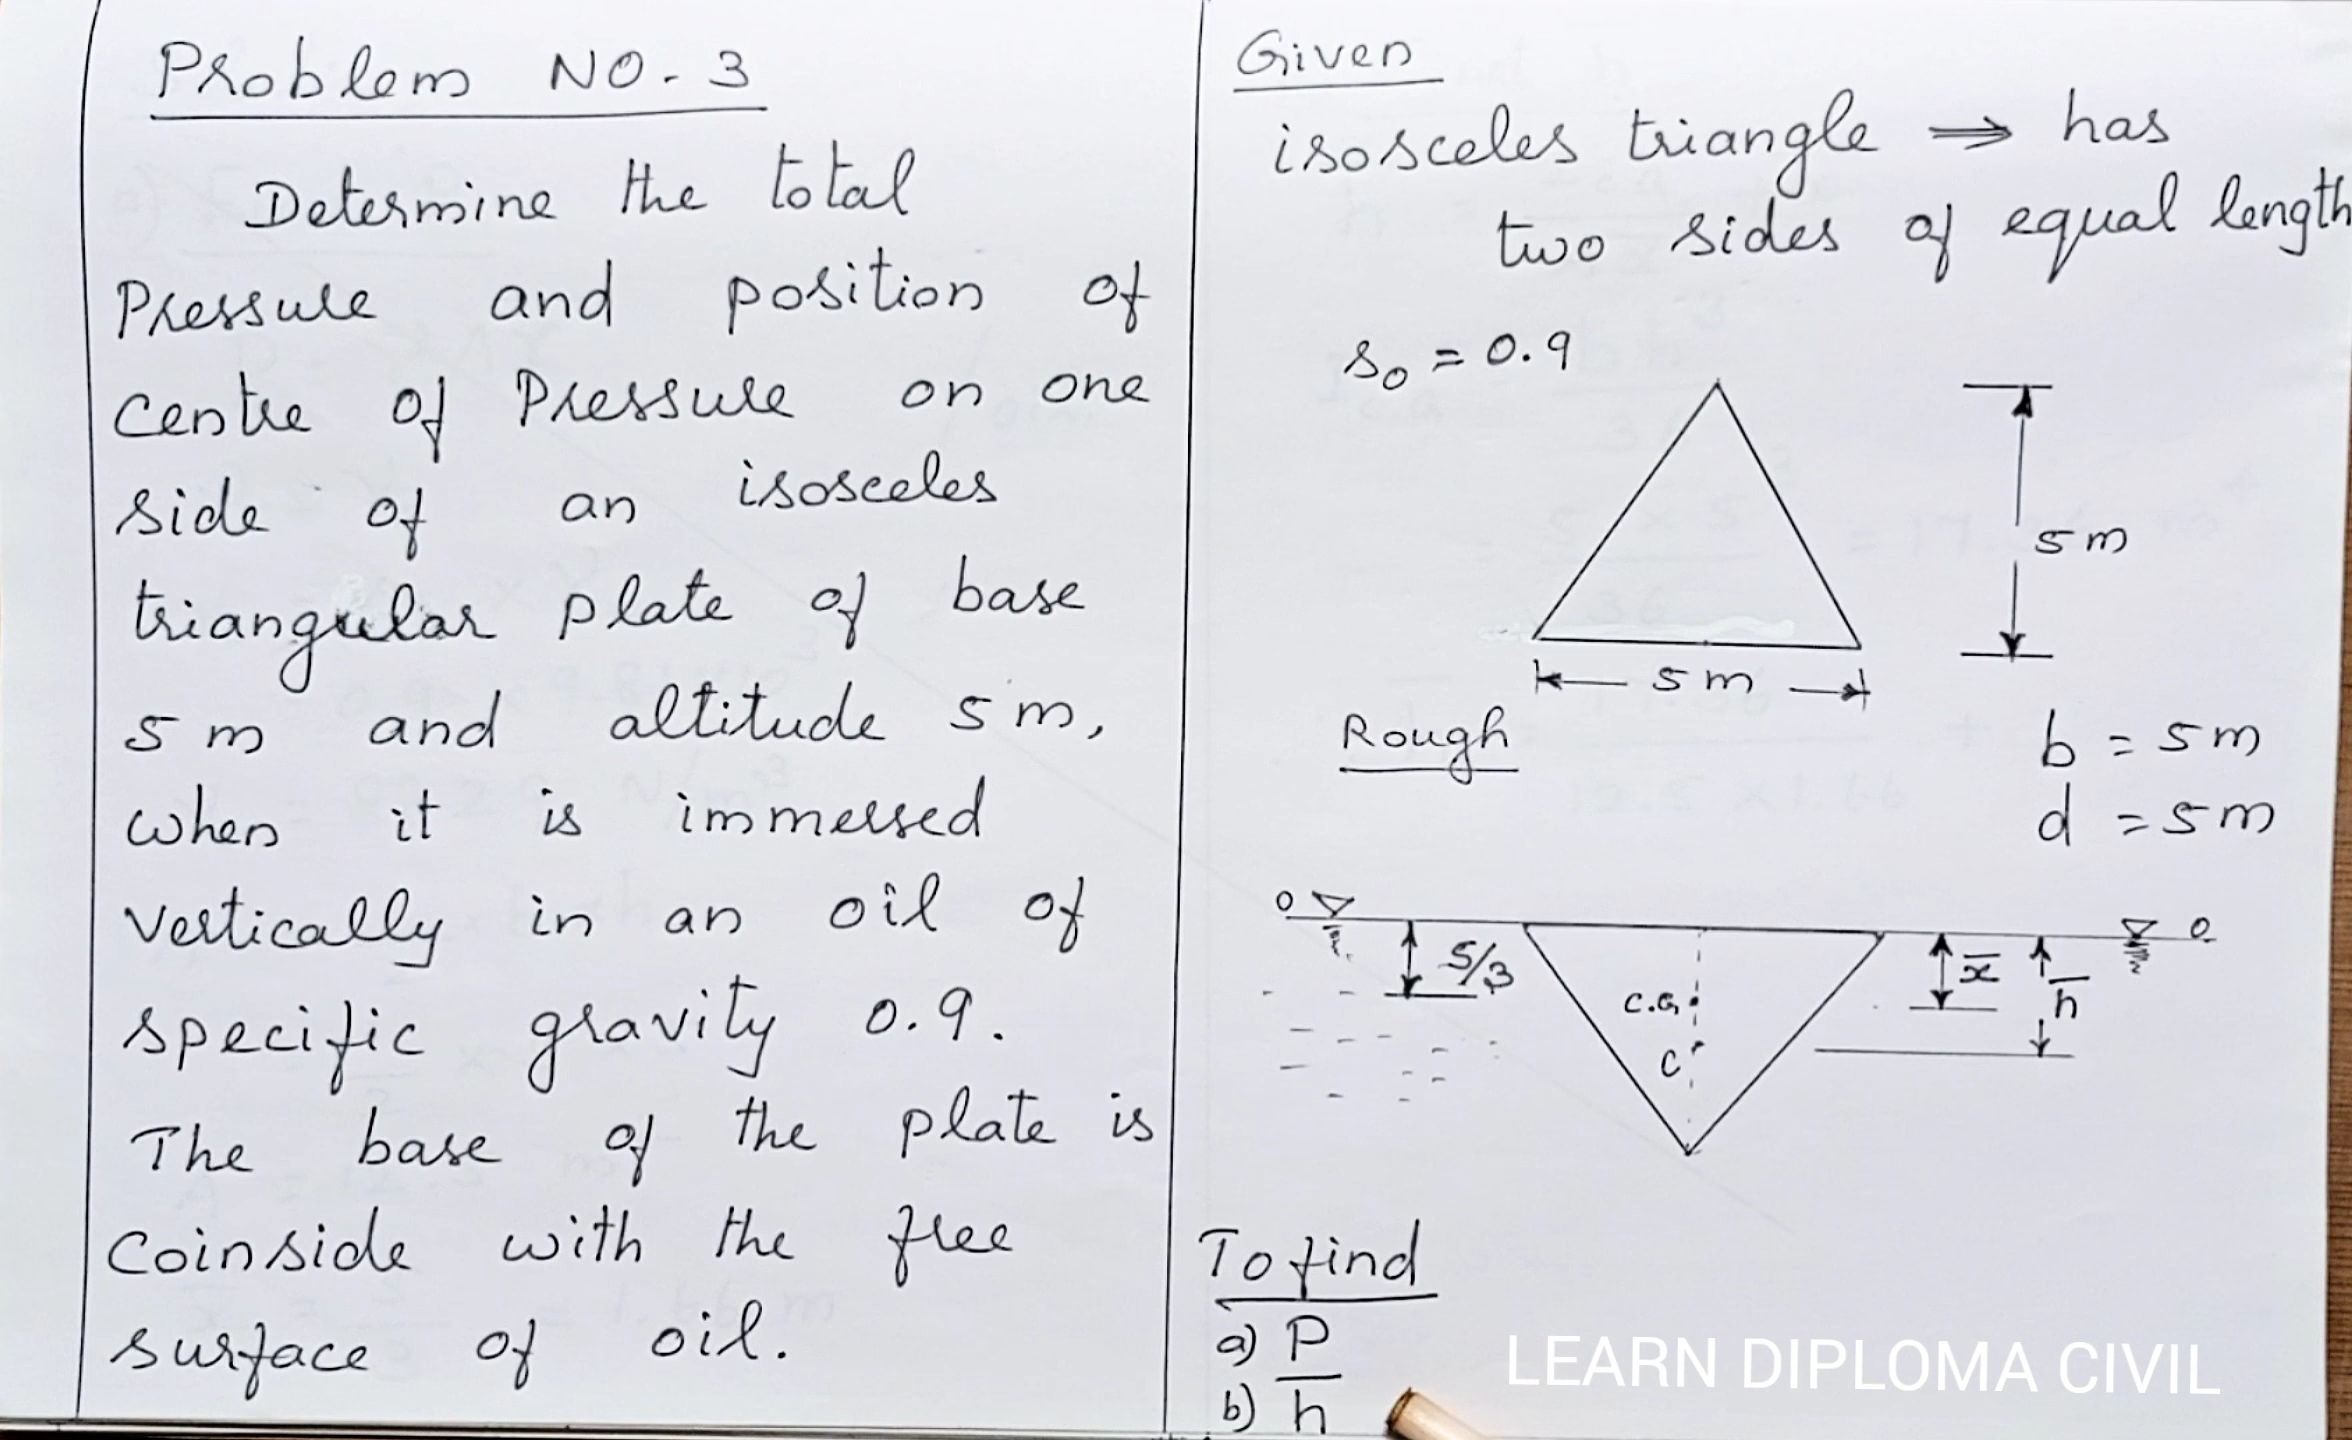 Problem NO. 3
Determine the total
Pressure and position of
centre of Pressure on one
side of an isosceles
triangular plate of base
5 m and altitude 5 m,
when it is immersed
vertically in an oil of
specific gravity 0.9.
The base of the plate is
coinside with the free
surface of oil.
Given
isosceles triangle ⇒ has
two sides of equal length
s₀ = 0.9
5 m
5 m
Rough
b = 5 m
d = 5 m
0 0
5/3 x̄
C.G. h̄
C
To find
a) P
b) h̄
LEARN DIPLOMA CIVIL